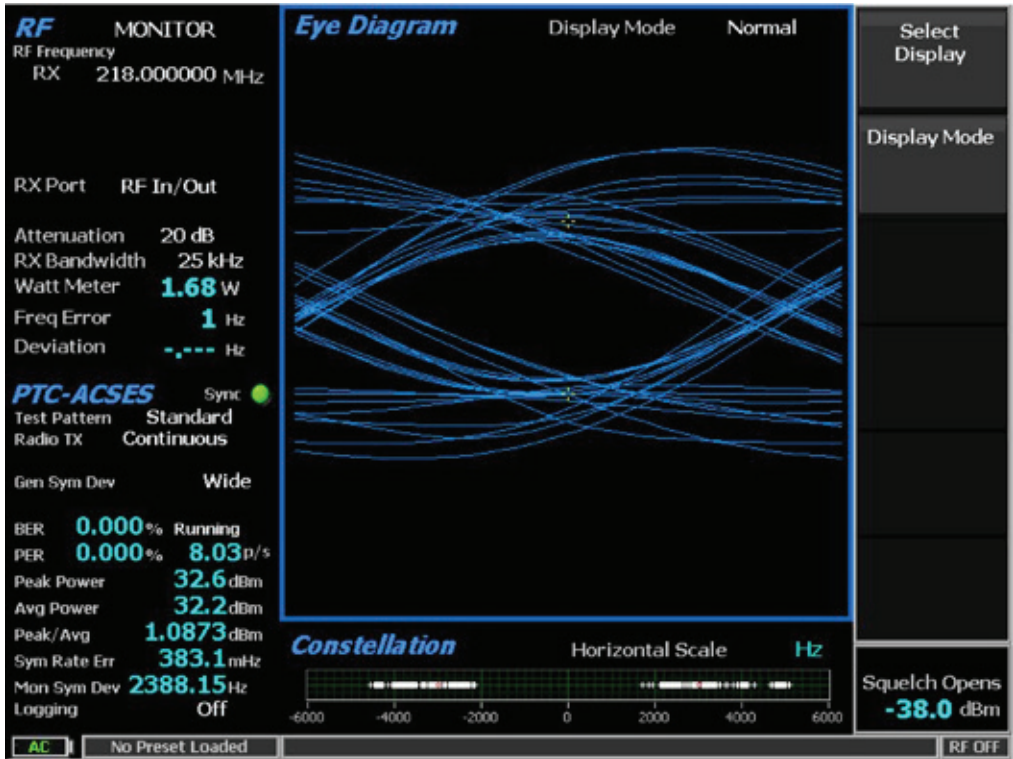 RF MONITOR
RF Frequency
RX 218.000000 MHz
RX Port RF In/Out
Attenuation 20 dB
RX Bandwidth 25 kHz
Watt Meter 1.68 W
Freq Error 1 Hz
Deviation -.--- Hz
PTC-ACSES Sync
Test Pattern Standard
Radio TX Continuous
Gen Sym Dev Wide
BER 0.000% Running
PER 0.000% 8.03p/s
Peak Power 32.6dBm
Avg Power 32.2dBm
Peak/Avg 1.0873dBm
Sym Rate Err 383.1mHz
Mon Sym Dev 2388.15Hz
Logging Off
Eye Diagram Display Mode Normal
Constellation Horizontal Scale Hz
-6000 -4000 -2000 0 2000 4000 6000
Select
Display
Display Mode
Squelch Opens
-38.0 dBm
AC No Preset Loaded RF OFF